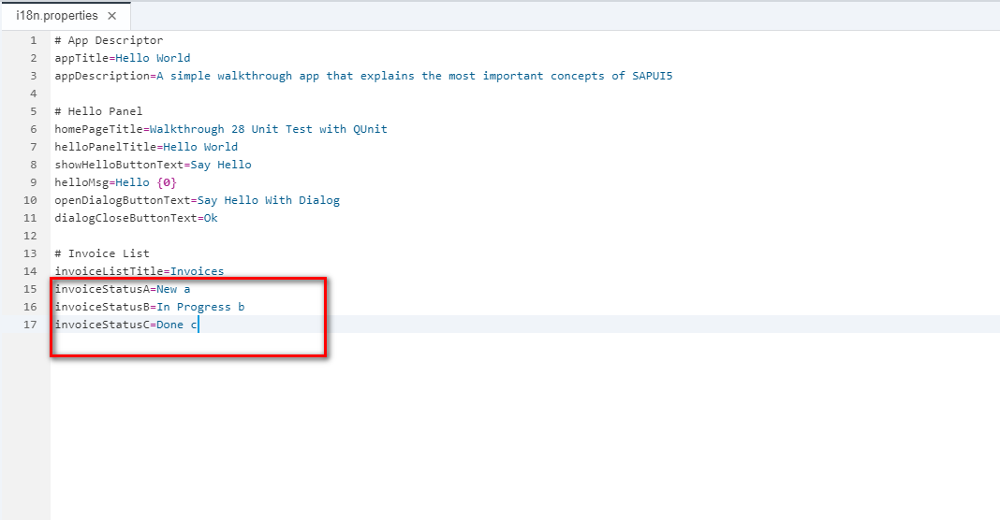 i18n.properties ×
1 # App Descriptor
2 appTitle=Hello World
3 appDescription=A simple walkthrough app that explains the most important concepts of SAPUI5
4
5 # Hello Panel
6 homePageTitle=Walkthrough 28 Unit Test with QUnit
7 helloPanelTitle=Hello World
8 showHelloButtonText=Say Hello
9 helloMsg=Hello {0}
10 openDialogButtonText=Say Hello With Dialog
11 dialogCloseButtonText=Ok
12
13 # Invoice List
14 invoiceListTitle=Invoices
15 invoiceStatusA=New a
16 invoiceStatusB=In Progress b
17 invoiceStatusC=Done c